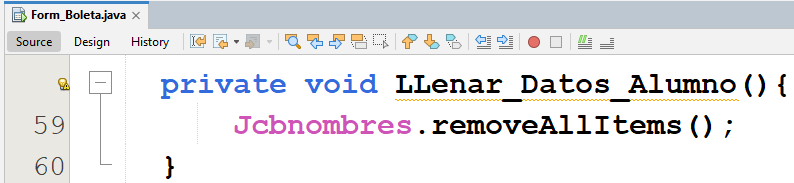 Form_Boleta.java
Source Design History
private void LLenar_Datos_Alumno(){
59 Jcbnombres.removeAllItems();
60 }